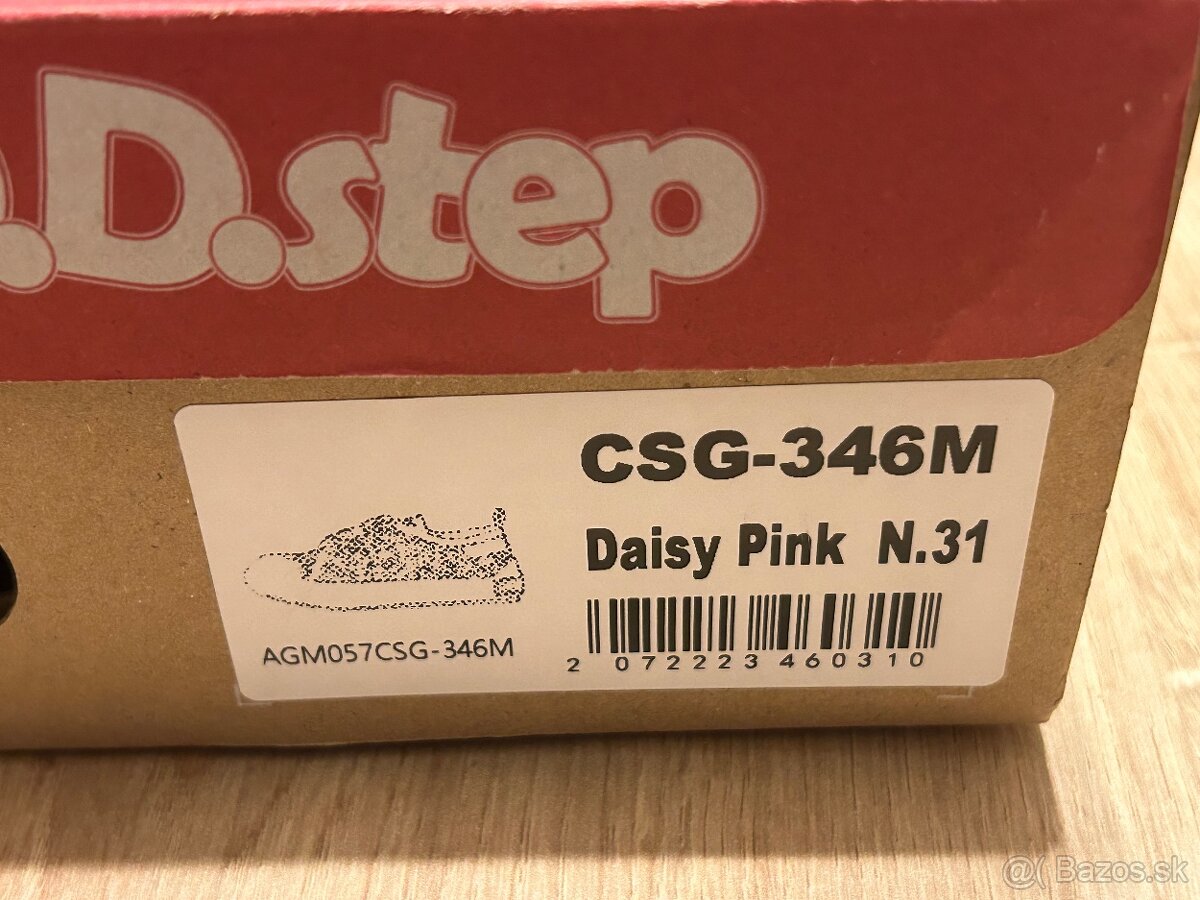 .D.step
CSG-346M
Daisy Pink N.31
AGM057CSG-346M
2 072223 460310
@( Bazos.sk